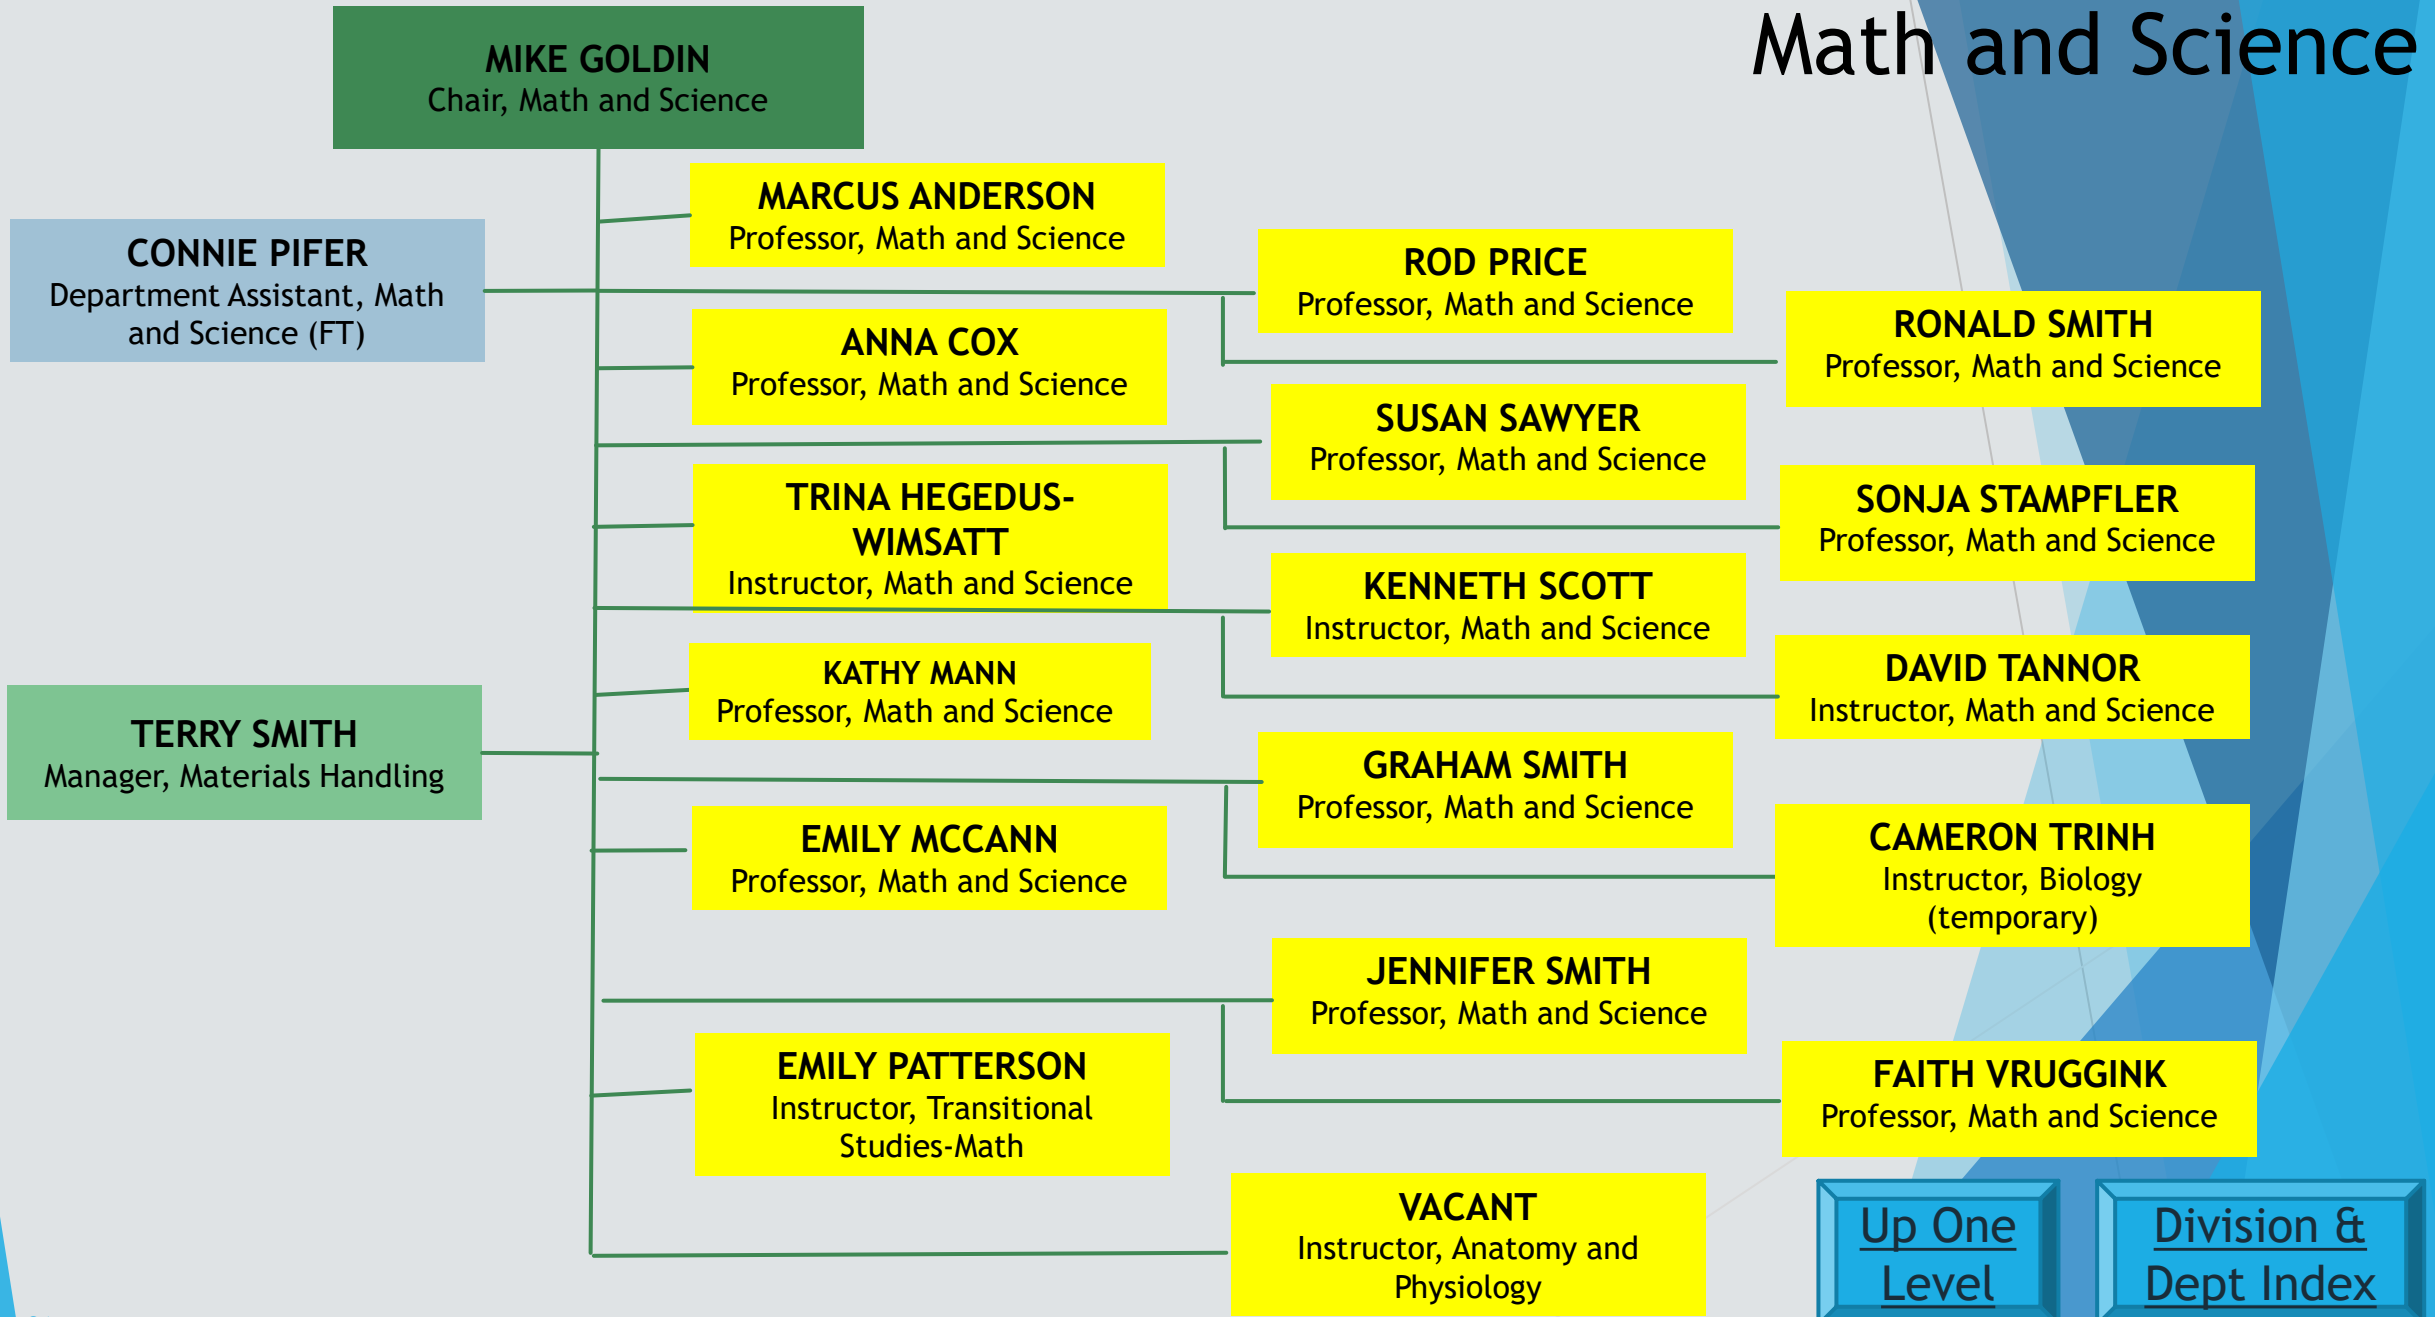 Math and Science
MIKE GOLDIN
Chair, Math and Science
CONNIE PIFER
Department Assistant, Math
and Science (FT)
TERRY SMITH
Manager, Materials Handling
MARCUS ANDERSON
Professor, Math and Science
ANNA COX
Professor, Math and Science
TRINA HEGEDUS-
WIMSATT
Instructor, Math and Science
KATHY MANN
Professor, Math and Science
EMILY MCCANN
Professor, Math and Science
EMILY PATTERSON
Instructor, Transitional
Studies-Math
ROD PRICE
Professor, Math and Science
SUSAN SAWYER
Professor, Math and Science
KENNETH SCOTT
Instructor, Math and Science
GRAHAM SMITH
Professor, Math and Science
JENNIFER SMITH
Professor, Math and Science
VACANT
Instructor, Anatomy and
Physiology
RONALD SMITH
Professor, Math and Science
SONJA STAMPFLER
Professor, Math and Science
DAVID TANNOR
Instructor, Math and Science
CAMERON TRINH
Instructor, Biology
(temporary)
FAITH VRUGGINK
Professor, Math and Science
Up One
Level
Division &
Dept Index